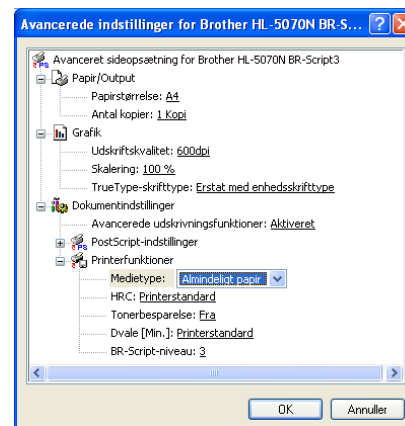 Avancerede indstillinger for Brother HL-5070N BR-S...
Avanceret sideopsætning for Brother HL-5070N BR-Script3
Papir/Output
Papirstørrelse: A4
Antal kopier: 1 Kopi
Grafik
Udskriftskvalitet: 600dpi
Skalering: 100 %
TrueType-skrifttype: Erstat med enhedsskrifttype
Dokumentindstillinger
Avancerede udskrivningsfunktioner: Aktiveret
PostScript-indstillinger
Printerfunktioner
Medietype: Almindeligt papir
HRC: Printerstandard
Tonerbesparelse: Fra
Dvale [Min.]: Printerstandard
BR-Script-niveau: 3
OK Annuller